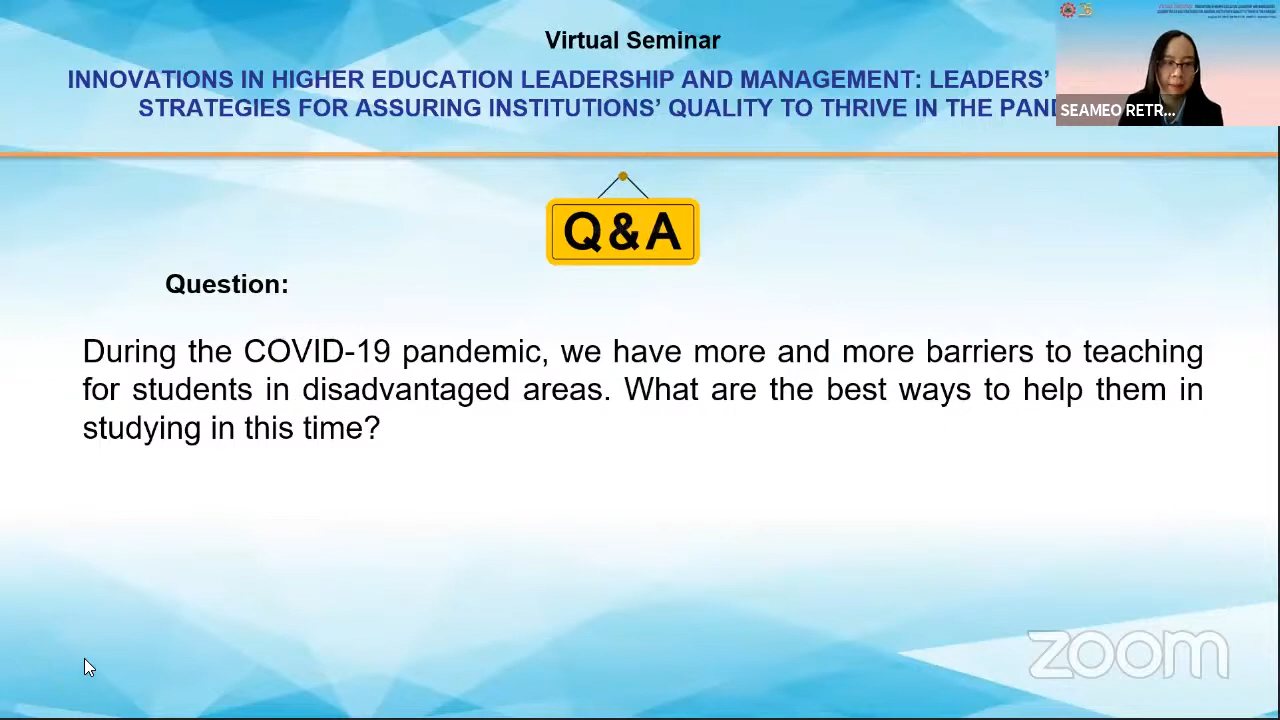 Virtual Seminar
INNOVATIONS IN HIGHER EDUCATION LEADERSHIP AND MANAGEMENT: LEADERS’
STRATEGIES FOR ASSURING INSTITUTIONS’ QUALITY TO THRIVE IN THE PAND
SEAMEO RETR...
Q&A
Question:
During the COVID-19 pandemic, we have more and more barriers to teaching
for students in disadvantaged areas. What are the best ways to help them in
studying in this time?
zoom